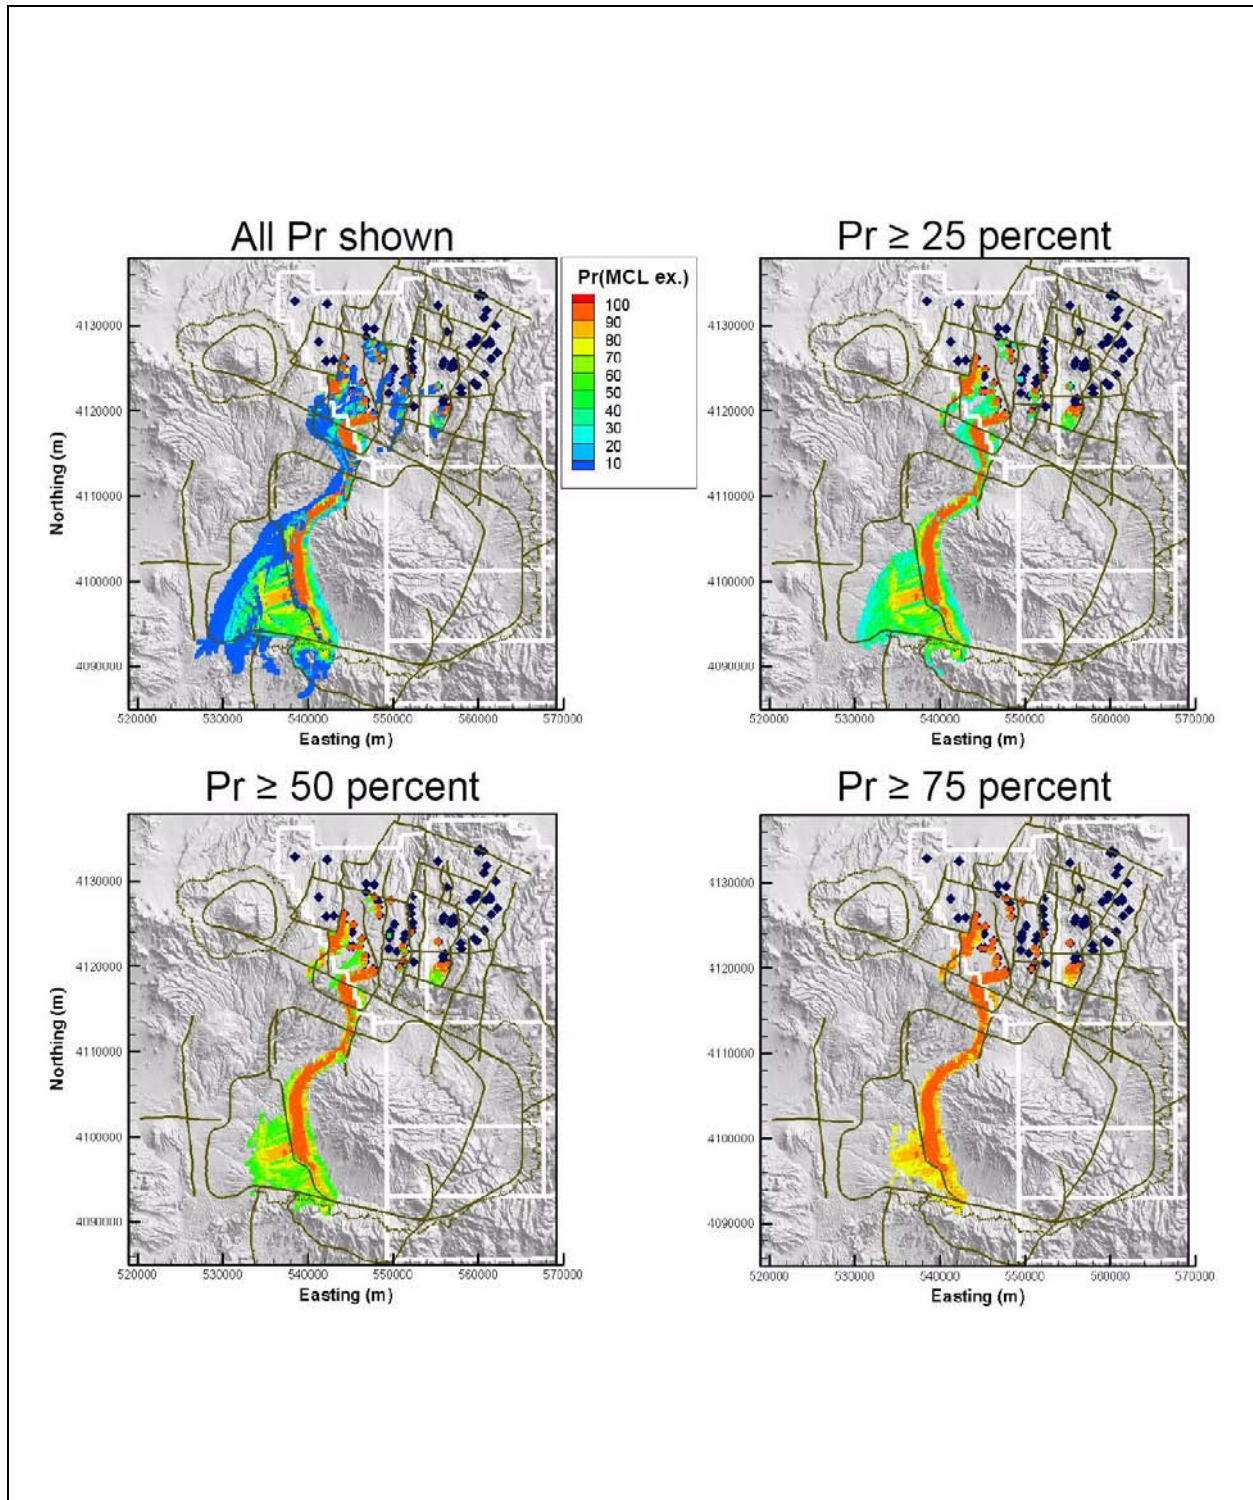 All Pr shown
Pr ≥ 25 percent
Pr(MCL ex.)
100
90
80
70
60
50
40
30
20
10
4130000
4120000
4110000
4100000
4090000
Northing (m)
520000 530000 540000 550000 560000 570000
Easting (m)
4130000
4120000
4110000
4100000
4090000
520000 530000 540000 550000 560000 570000
Easting (m)
Pr ≥ 50 percent
Pr ≥ 75 percent
4130000
4120000
4110000
4100000
4090000
Northing (m)
520000 530000 540000 550000 560000 570000
Easting (m)
4130000
4120000
4110000
4100000
4090000
520000 530000 540000 550000 560000 570000
Easting (m)